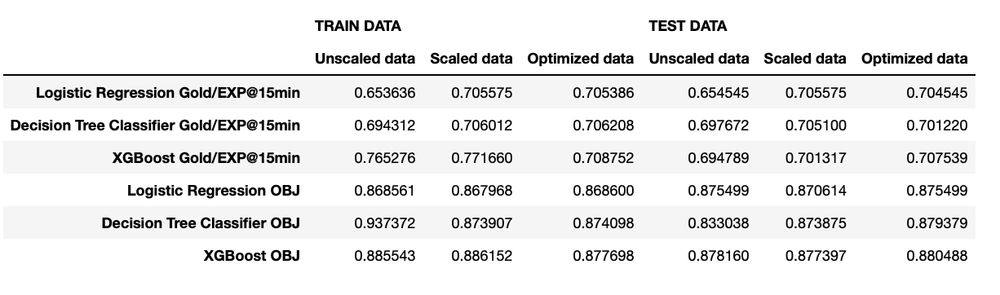 TRAIN DATA TEST DATA
Unscaled data Scaled data Optimized data Unscaled data Scaled data Optimized data
Logistic Regression Gold/EXP@15min 0.653636 0.705575 0.705386 0.654545 0.705575 0.704545
Decision Tree Classifier Gold/EXP@15min 0.694312 0.706012 0.706208 0.697672 0.705100 0.701220
XGBoost Gold/EXP@15min 0.765276 0.771660 0.708752 0.694789 0.701317 0.707539
Logistic Regression OBJ 0.868561 0.867968 0.868600 0.875499 0.870614 0.875499
Decision Tree Classifier OBJ 0.937372 0.873907 0.874098 0.833038 0.873875 0.879379
XGBoost OBJ 0.885543 0.886152 0.877698 0.878160 0.877397 0.880488